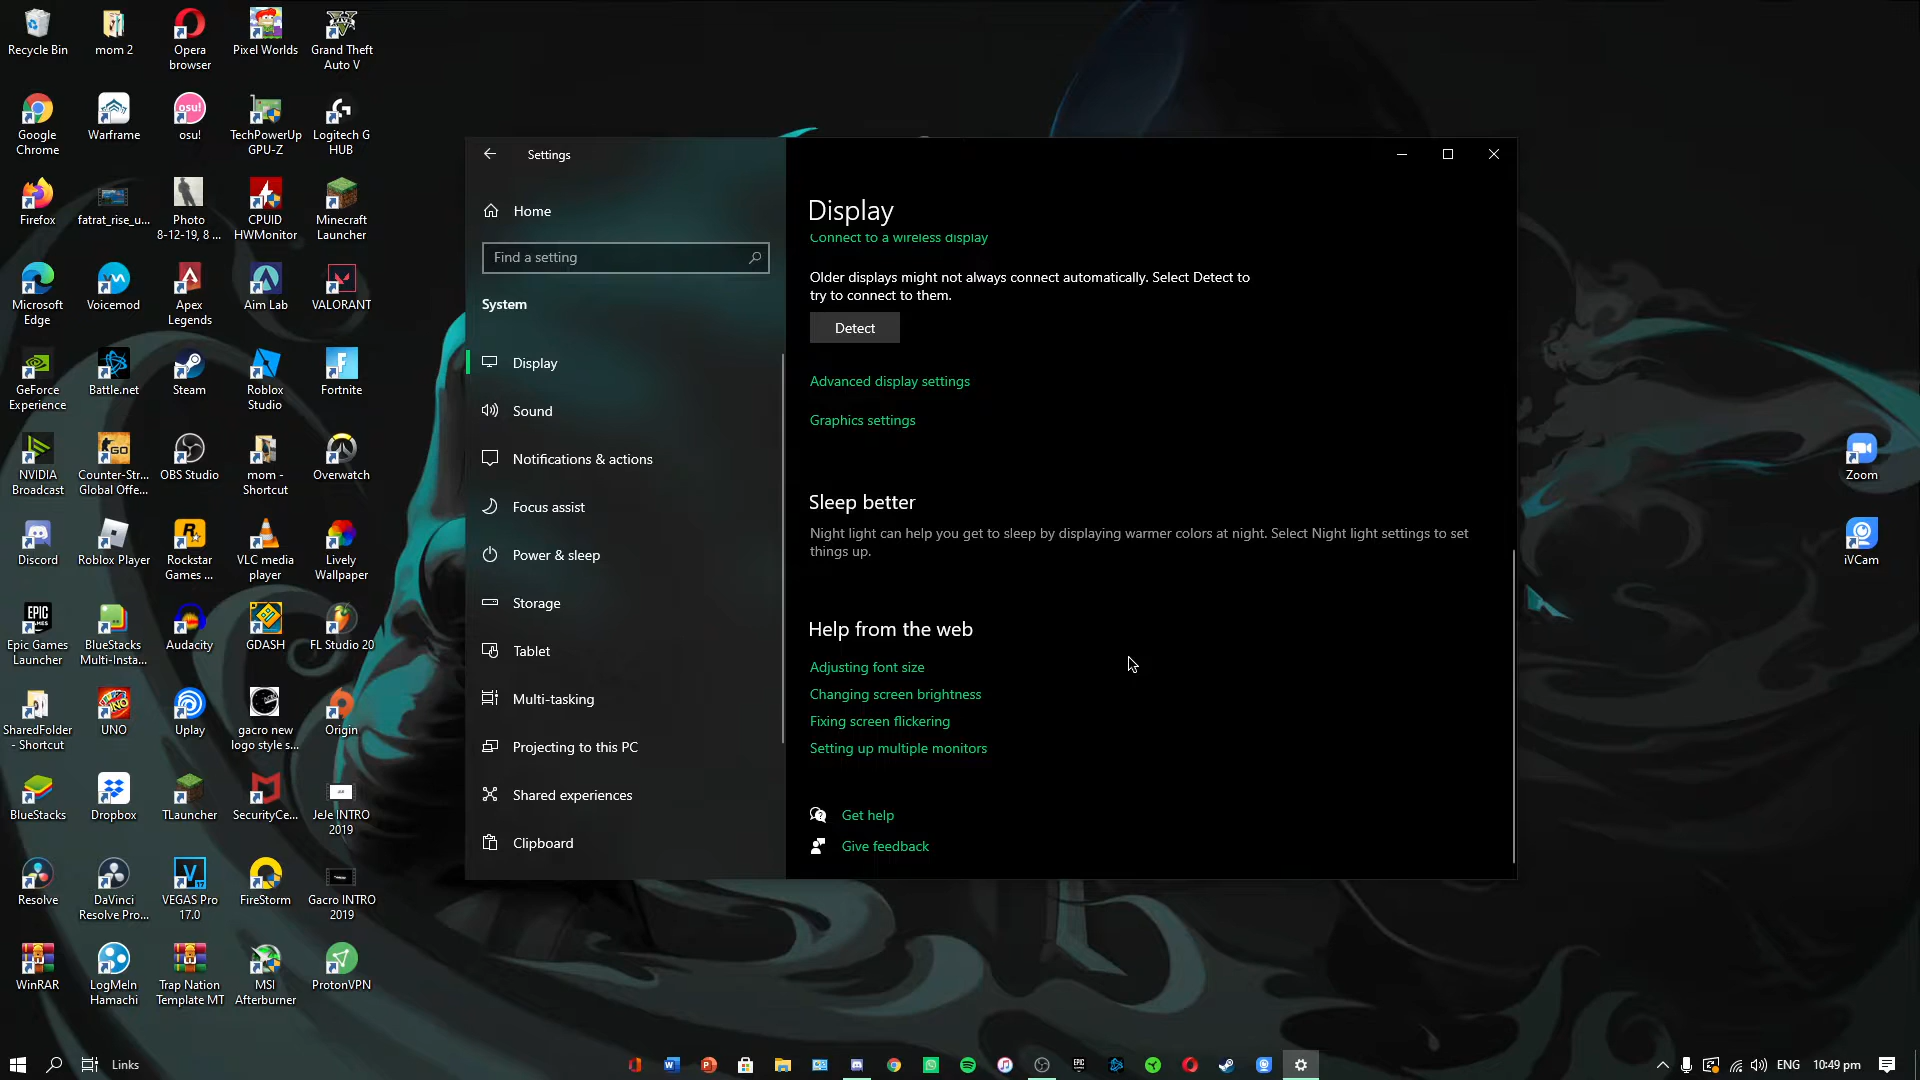 Recycle Bin
mom 2
Opera
browser
Pixel Worlds
Grand Theft
Auto V
Google
Chrome
Warframe
osu!
osu!
TechPowerUp
GPU-Z
Logitech G
HUB
Firefox
fatrat_rise_u...
Photo
8-12-19, 8 ...
CPUID
HWMonitor
Minecraft
Launcher
Microsoft
Edge
Voicemod
Apex
Legends
Aim Lab
VALORANT
GeForce
Experience
Battle.net
Steam
Roblox
Studio
Fortnite
NVIDIA
Broadcast
GO
Counter-Str...
Global Offe...
OBS Studio
mom -
Shortcut
Overwatch
Discord
Roblox Player
Rockstar
Games ...
VLC media
player
Lively
Wallpaper
EPIC
GAMES
Epic Games
Launcher
BlueStacks
Multi-Insta...
Audacity
GDASH
FL Studio 20
SharedFolder
- Shortcut
UNO
UNO
Uplay
gacro new
logo style s...
Origin
BlueStacks
Dropbox
TLauncher
SecurityCe...
JeJe INTRO
2019
Resolve
DaVinci
Resolve Pro...
VEGAS Pro
17.0
FireStorm
Gacro INTRO
2019
WinRAR
LogMeIn
Hamachi
Trap Nation
Template MT
MSI
Afterburner
ProtonVPN
Settings
Home
Find a setting
System
Display
Sound
Notifications & actions
Focus assist
Power & sleep
Storage
Tablet
Multi-tasking
Projecting to this PC
Shared experiences
Clipboard
Display
Connect to a wireless display
Older displays might not always connect automatically. Select Detect to
try to connect to them.
Detect
Advanced display settings
Graphics settings
Sleep better
Night light can help you get to sleep by displaying warmer colors at night. Select Night light settings to set
things up.
Help from the web
Adjusting font size
Changing screen brightness
Fixing screen flickering
Setting up multiple monitors
Get help
Give feedback
Zoom
iVCam
Links
EPIC
ENG
10:49 pm